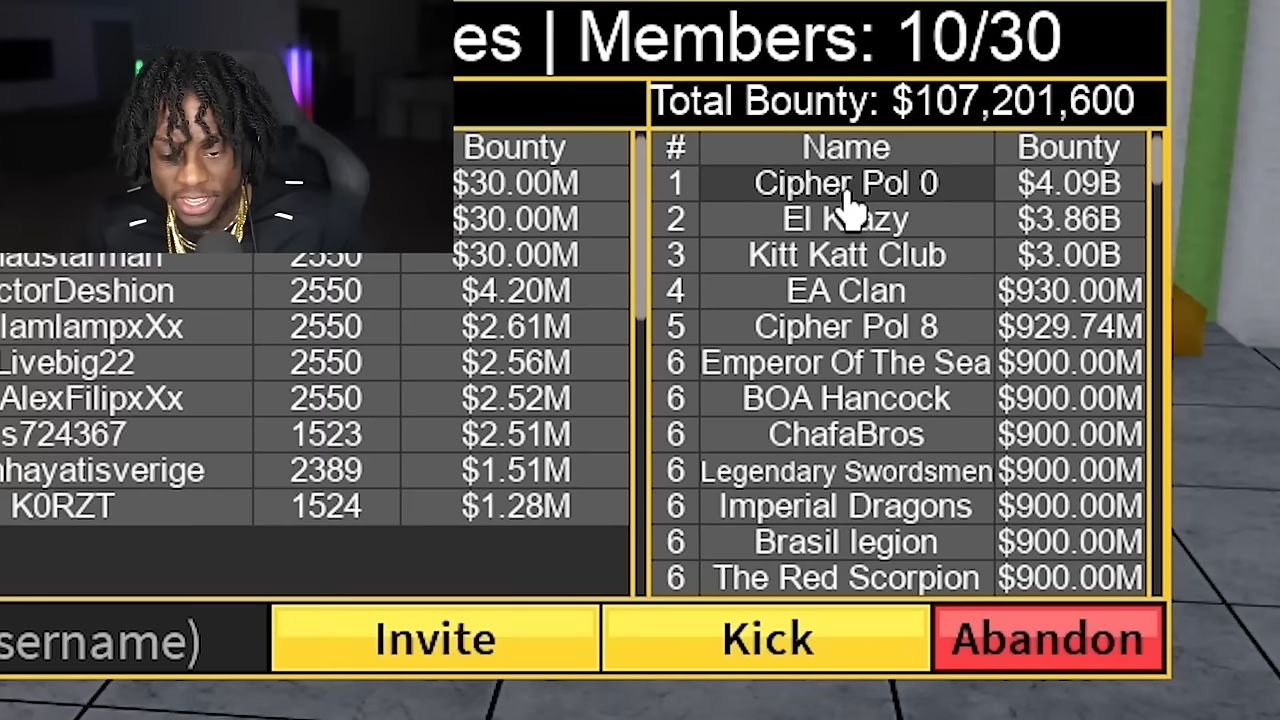 es | Members: 10/30
Total Bounty: $107,201,600
Bounty
$30.00M
$30.00M
2550 $30.00M
ctorDeshion 2550 $4.20M
lamlampxXx 2550 $2.61M
Livebig22 2550 $2.56M
AlexFilipxXx 2550 $2.52M
s724367 1523 $2.51M
hayatisverige 2389 $1.51M
K0RZT 1524 $1.28M
# Name Bounty
1 Cipher Pol 0 $4.09B
2 El $3.86B
3 Kitt Katt Club $3.00B
4 EA Clan $930.00M
5 Cipher Pol 8 $929.74M
6 Emperor Of The Sea $900.00M
6 BOA Hancock $900.00M
6 ChafaBros $900.00M
6 Legendary Swordsmen $900.00M
6 Imperial Dragons $900.00M
6 Brasil legion $900.00M
6 The Red Scorpion $900.00M
sername) Invite Kick Abandon